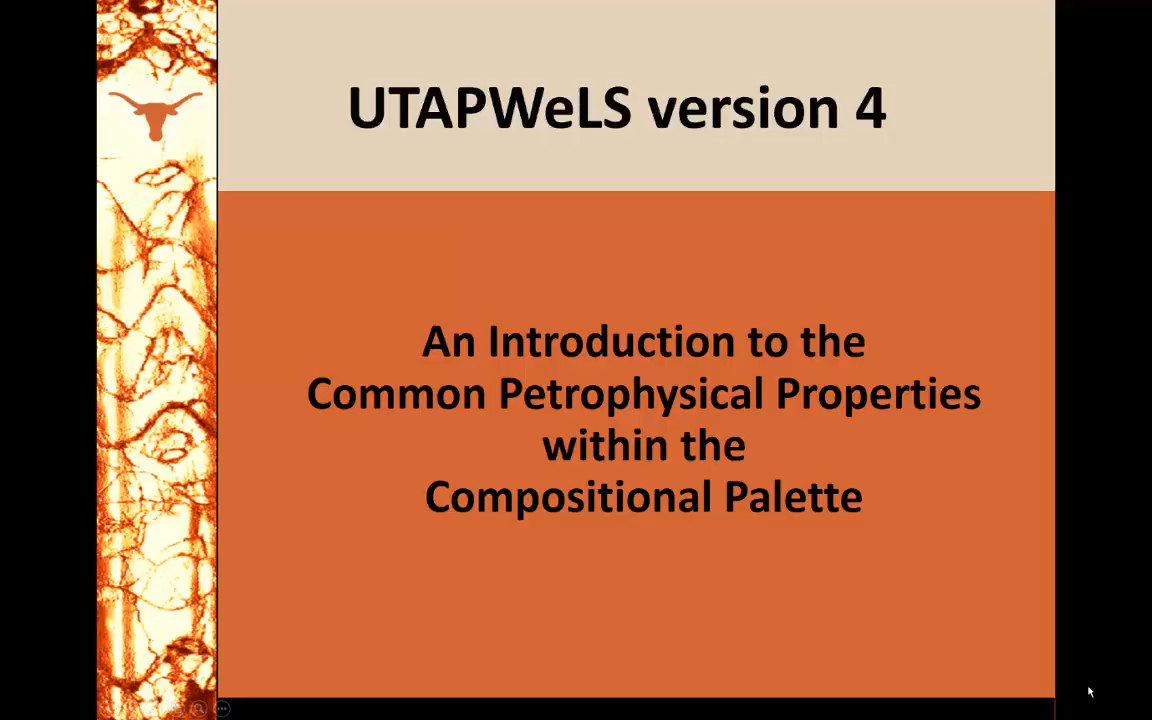 UTAPWeLS version 4
An Introduction to the
Common Petrophysical Properties
within the
Compositional Palette